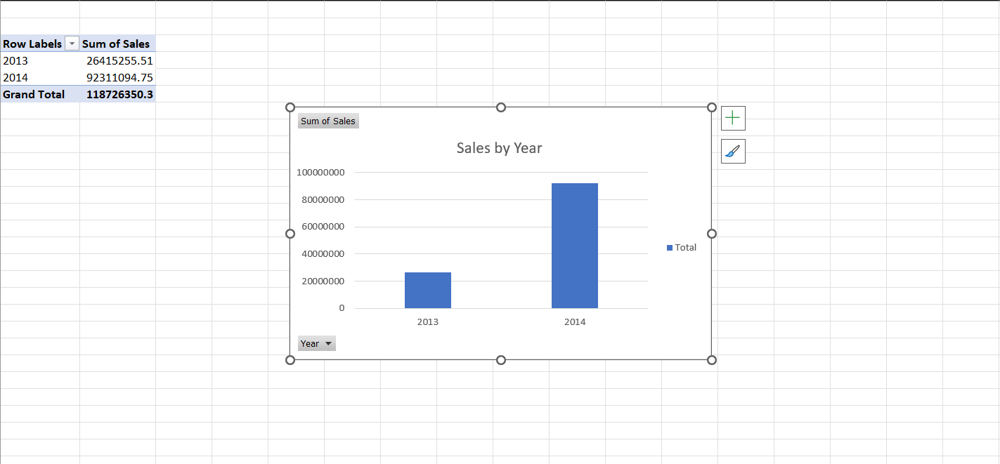 Row Labels Sum of Sales
2013 26415255.51
2014 92311094.75
Grand Total 118726350.3
Sum of Sales
Sales by Year
100000000
80000000
60000000
40000000
20000000
0
2013 2014
Total
Year